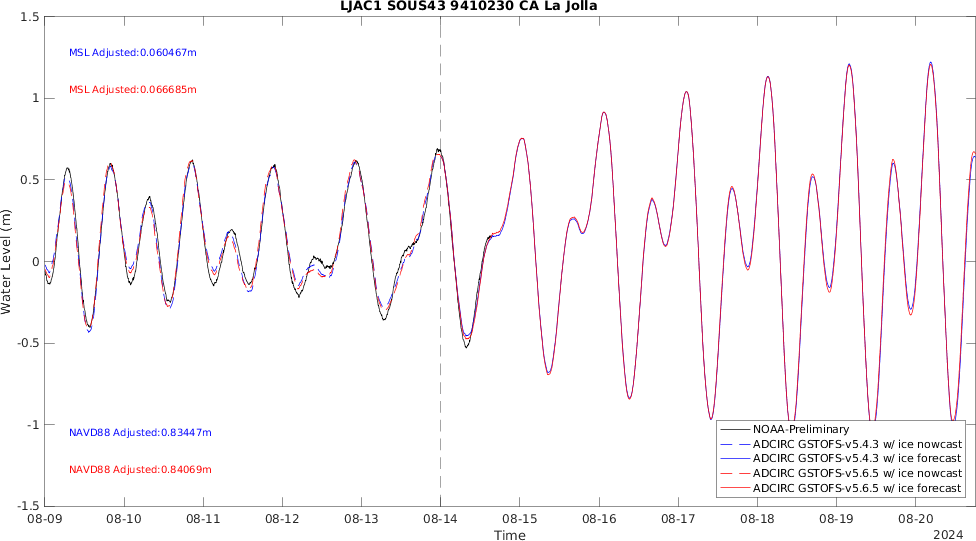 LJAC1 SOUS43 9410230 CA La Jolla
1.5
MSL Adjusted:0.060467m
MSL Adjusted:0.066685m
1
0.5
Water Level (m)
0
-0.5
-1
NAVD88 Adjusted:0.83447m
NOAA-Preliminary
ADCIRC GSTOFS-v5.4.3 w/ ice nowcast
ADCIRC GSTOFS-v5.4.3 w/ ice forecast
NAVD88 Adjusted:0.84069m
ADCIRC GSTOFS-v5.6.5 w/ ice nowcast
ADCIRC GSTOFS-v5.6.5 w/ ice forecast
-1.5
08-09 08-10 08-11 08-12 08-13 08-14 08-15 08-16 08-17 08-18 08-19 08-20
Time
2024